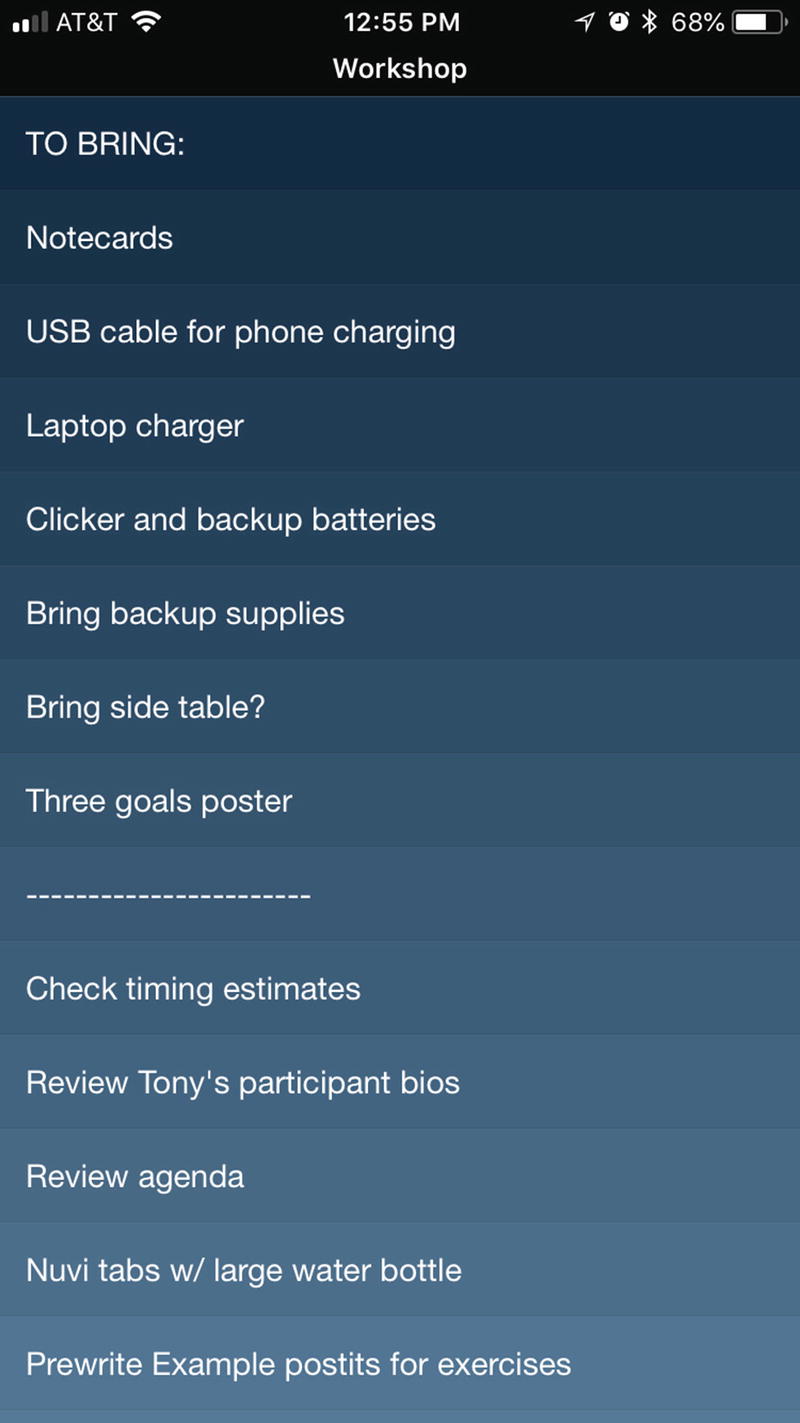 AT&T 12:55 PM 68%
Workshop
TO BRING:
Notecards
USB cable for phone charging
Laptop charger
Clicker and backup batteries
Bring backup supplies
Bring side table?
Three goals poster
-----------------------
Check timing estimates
Review Tony's participant bios
Review agenda
Nuvi tabs w/ large water bottle
Prewrite Example postits for exercises